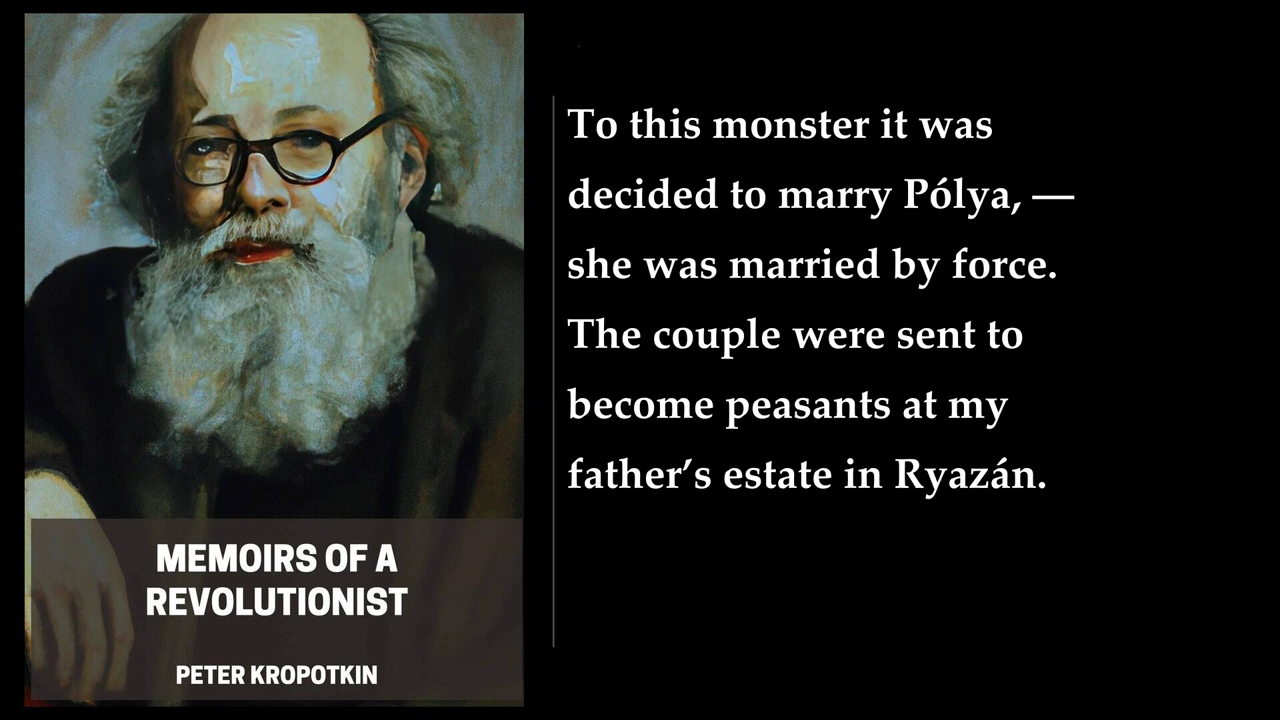 To this monster it was
decided to marry Pólya, —
she was married by force.
The couple were sent to
become peasants at my
father’s estate in Ryazán.
MEMOIRS OF A
REVOLUTIONIST
PETER KROPOTKIN